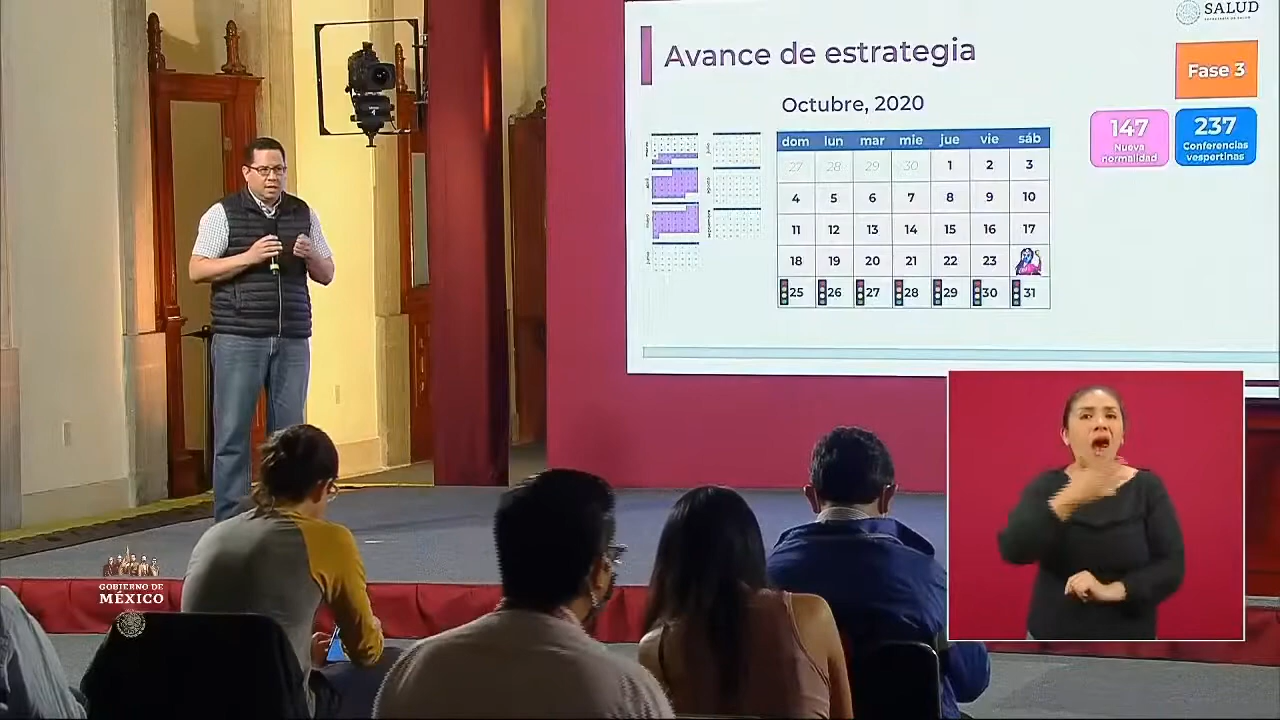 SALUD
SECRETARÍA DE SALUD
Avance de estrategia
Fase 3
Octubre, 2020
147
Nueva
normalidad
237
Conferencias
vespertinas
dom lun mar mie jue vie sáb
27 28 29 30 1 2 3
4 5 6 7 8 9 10
11 12 13 14 15 16 17
18 19 20 21 22 23
25 26 27 28 29 30 31
GOBIERNO DE
MÉXICO